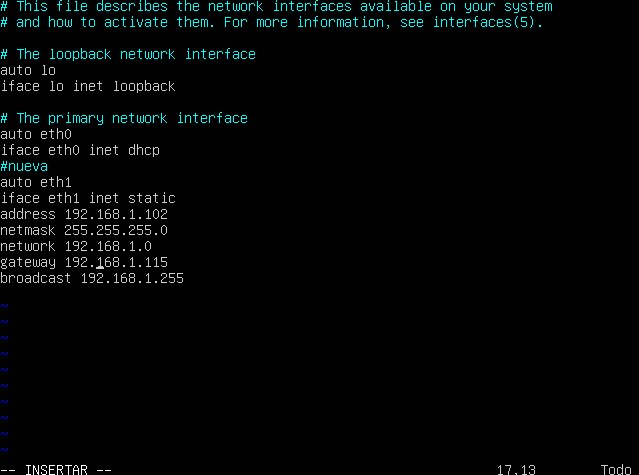 # This file describes the network interfaces available on your system
# and how to activate them. For more information, see interfaces(5).
# The loopback network interface
auto lo
iface lo inet loopback
# The primary network interface
auto eth0
iface eth0 inet dhcp
#nueva
auto eth1
iface eth1 inet static
address 192.168.1.102
netmask 255.255.255.0
network 192.168.1.0
gateway 192.168.1.115
broadcast 192.168.1.255
~
~
~
~
~
~
~
~
~
~
-- INSERTAR -- 17,13 Todo